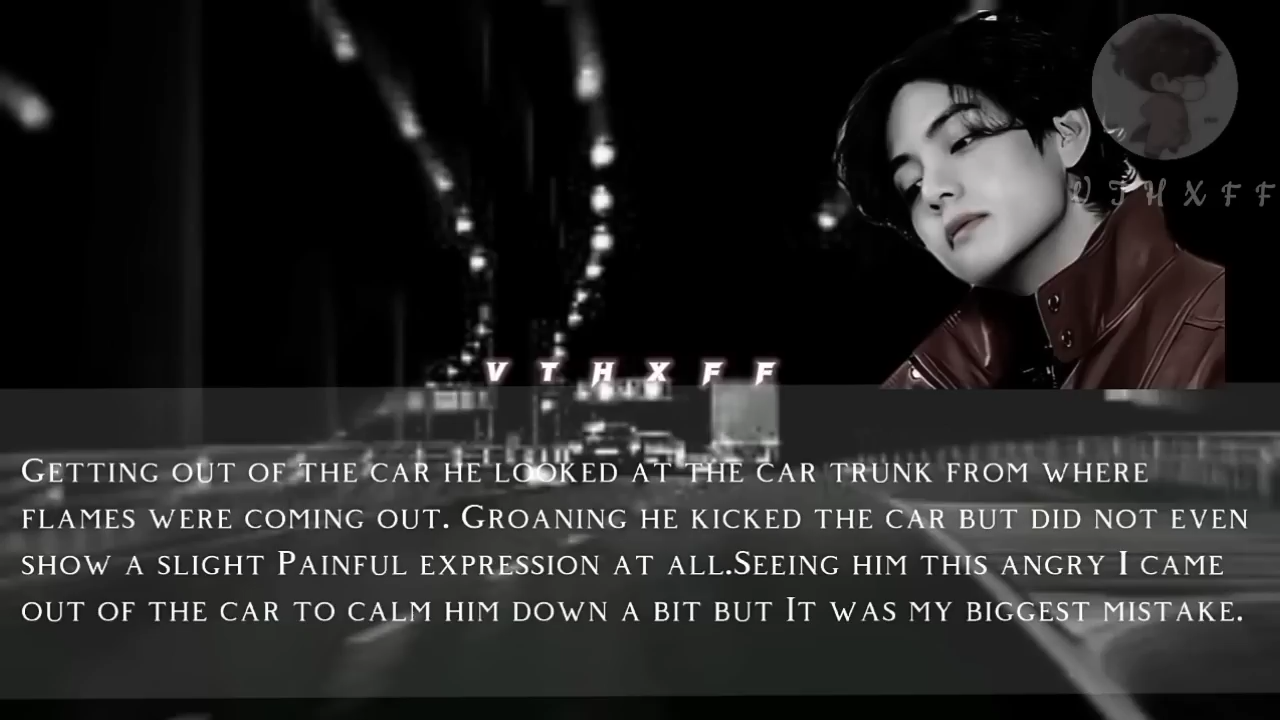 VTHXFF
VTHXFF
Getting out of the car he looked at the car trunk from where
flames were coming out. Groaning he kicked the car but did not even
show a slight Painful expression at all.Seeing him this angry I came
out of the car to calm him down a bit but It was my biggest mistake.